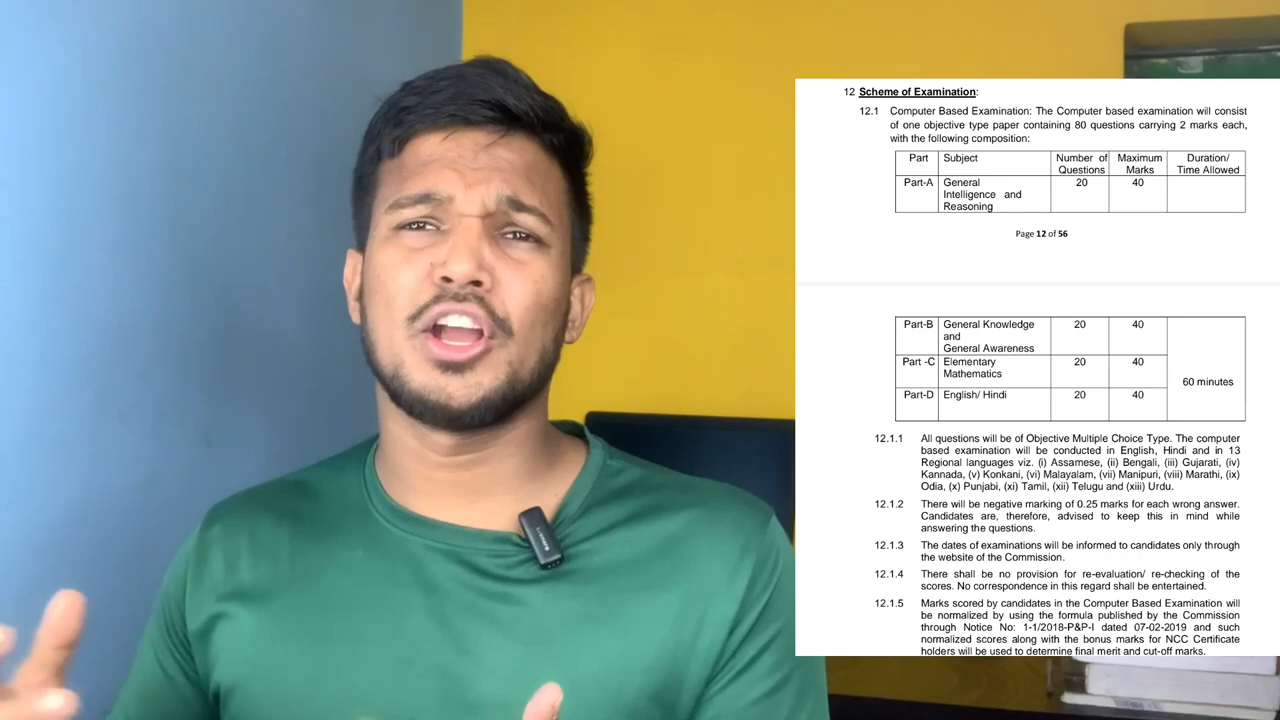 12 Scheme of Examination:
12.1 Computer Based Examination: The Computer based examination will consist
of one objective type paper containing 80 questions carrying 2 marks each,
with the following composition:
Part Subject Number of Questions Maximum Marks Duration/ Time Allowed
Part-A General Intelligence and Reasoning 20 40
Page 12 of 56
Part-B General Knowledge and General Awareness 20 40
Part -C Elementary Mathematics 20 40
60 minutes
Part-D English/ Hindi 20 40
12.1.1 All questions will be of Objective Multiple Choice Type. The computer
based examination will be conducted in English, Hindi and in 13
Regional languages viz. (i) Assamese, (ii) Bengali, (iii) Gujarati, (iv)
Kannada, (v) Konkani, (vi) Malayalam, (vii) Manipuri, (viii) Marathi, (ix)
Odia, (x) Punjabi, (xi) Tamil, (xii) Telugu and (xiii) Urdu.
12.1.2 There will be negative marking of 0.25 marks for each wrong answer.
Candidates are, therefore, advised to keep this in mind while
answering the questions.
12.1.3 The dates of examinations will be informed to candidates only through
the website of the Commission.
12.1.4 There shall be no provision for re-evaluation/ re-checking of the
scores. No correspondence in this regard shall be entertained.
12.1.5 Marks scored by candidates in the Computer Based Examination will
be normalized by using the formula published by the Commission
through Notice No: 1-1/2018-P&P-I dated 07-02-2019 and such
normalized scores along with the bonus marks for NCC Certificate
holders will be used to determine final merit and cut-off marks.